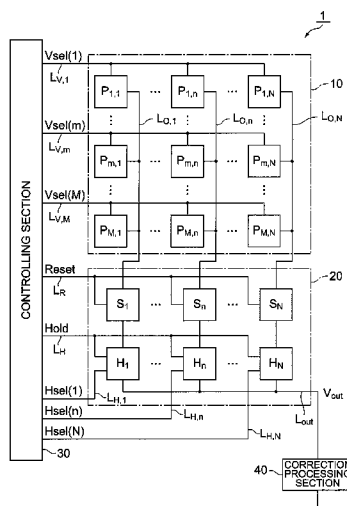 1
Vsel(1)
L_V,1
P_1,1 ... P_1,n ... P_1,N
10
L_O,1 L_O,n L_O,N
Vsel(m)
L_V,m
P_m,1 ... P_m,n ... P_m,N
Vsel(M)
L_V,M
P_M,1 ... P_M,n ... P_M,N
CONTROLLING SECTION
Reset
L_R
20
S_1 ... S_n ... S_N
Hold
L_H
H_1 ... H_n ... H_N
Hsel(1)
L_H,1
Hsel(n)
L_H,n
Hsel(N)
L_H,N
V_out
L_out
30
40
CORRECTION
PROCESSING
SECTION